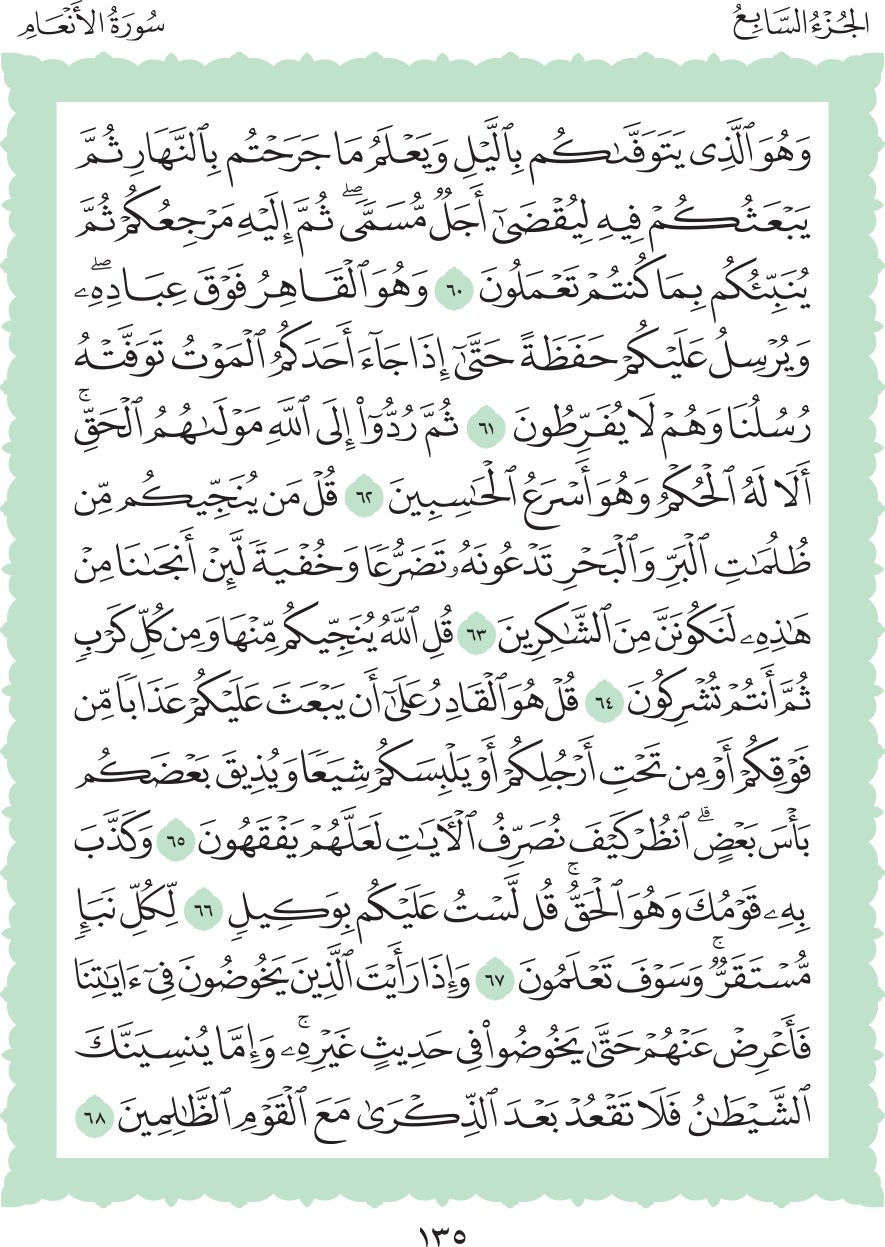 الجُزْءُ السَّابِعُ
سُورَةُ الأَنْعَامِ
وَهُوَ ٱلَّذِى يَتَوَفَّىٰكُم بِٱلَّيْلِ وَيَعْلَمُ مَا جَرَحْتُم بِٱلنَّهَارِ ثُمَّ
يَبْعَثُكُمْ فِيهِ لِيُقْضَىٰٓ أَجَلٌ مُّسَمًّى ۖ ثُمَّ إِلَيْهِ مَرْجِعُكُمْ ثُمَّ
يُنَبِّئُكُم بِمَا كُنتُمْ تَعْمَلُونَ ٦٠ وَهُوَ ٱلْقَاهِرُ فَوْقَ عِبَادِهِۦ ۖ
وَيُرْسِلُ عَلَيْكُمْ حَفَظَةً حَتَّىٰٓ إِذَا جَآءَ أَحَدَكُمُ ٱلْمَوْتُ تَوَفَّتْهُ
رُسُلُنَا وَهُمْ لَا يُفَرِّطُونَ ٦١ ثُمَّ رُدُّوٓا۟ إِلَى ٱللَّهِ مَوْلَىٰهُمُ ٱلْحَقِّ ۚ
أَلَا لَهُ ٱلْحُكْمُ وَهُوَ أَسْرَعُ ٱلْحَٰسِبِينَ ٦٢ قُلْ مَن يُنَجِّيكُم مِّن
ظُلُمَٰتِ ٱلْبَرِّ وَٱلْبَحْرِ تَدْعُونَهُۥ تَضَرُّعًا وَخُفْيَةً لَّئِنْ أَنجَىٰنَا مِنْ
هَٰذِهِۦ لَنَكُونَنَّ مِنَ ٱلشَّٰكِرِينَ ٦٣ قُلِ ٱللَّهُ يُنَجِّيكُم مِّنْهَا وَمِن كُلِّ كَرْبٍ
ثُمَّ أَنتُمْ تُشْرِكُونَ ٦٤ قُلْ هُوَ ٱلْقَادِرُ عَلَىٰٓ أَن يَبْعَثَ عَلَيْكُمْ عَذَابًا مِّن
فَوْقِكُمْ أَوْ مِن تَحْتِ أَرْجُلِكُمْ أَوْ يَلْبِسَكُمْ شِيَعًا وَيُذِيقَ بَعْضَكُم
بَأْسَ بَعْضٍ ۗ ٱنظُرْ كَيْفَ نُصَرِّفُ ٱلْءَايَٰتِ لَعَلَّهُمْ يَفْقَهُونَ ٦٥ وَكَذَّبَ
بِهِۦ قَوْمُكَ وَهُوَ ٱلْحَقُّ ۚ قُل لَّسْتُ عَلَيْكُم بِوَكِيلٍ ٦٦ لِّكُلِّ نَبَإٍ
مُّسْتَقَرٌّ ۚ وَسَوْفَ تَعْلَمُونَ ٦٧ وَإِذَا رَأَيْتَ ٱلَّذِينَ يَخُوضُونَ فِىٓ ءَايَٰتِنَا
فَأَعْرِضْ عَنْهُمْ حَتَّىٰ يَخُوضُوا۟ فِى حَدِيثٍ غَيْرِهِۦ ۚ وَإِمَّا يُنسِيَنَّكَ
ٱلشَّيْطَٰنُ فَلَا تَقْعُدْ بَعْدَ ٱلذِّكْرَىٰ مَعَ ٱلْقَوْمِ ٱلظَّٰلِمِينَ ٦٨
١٣٥